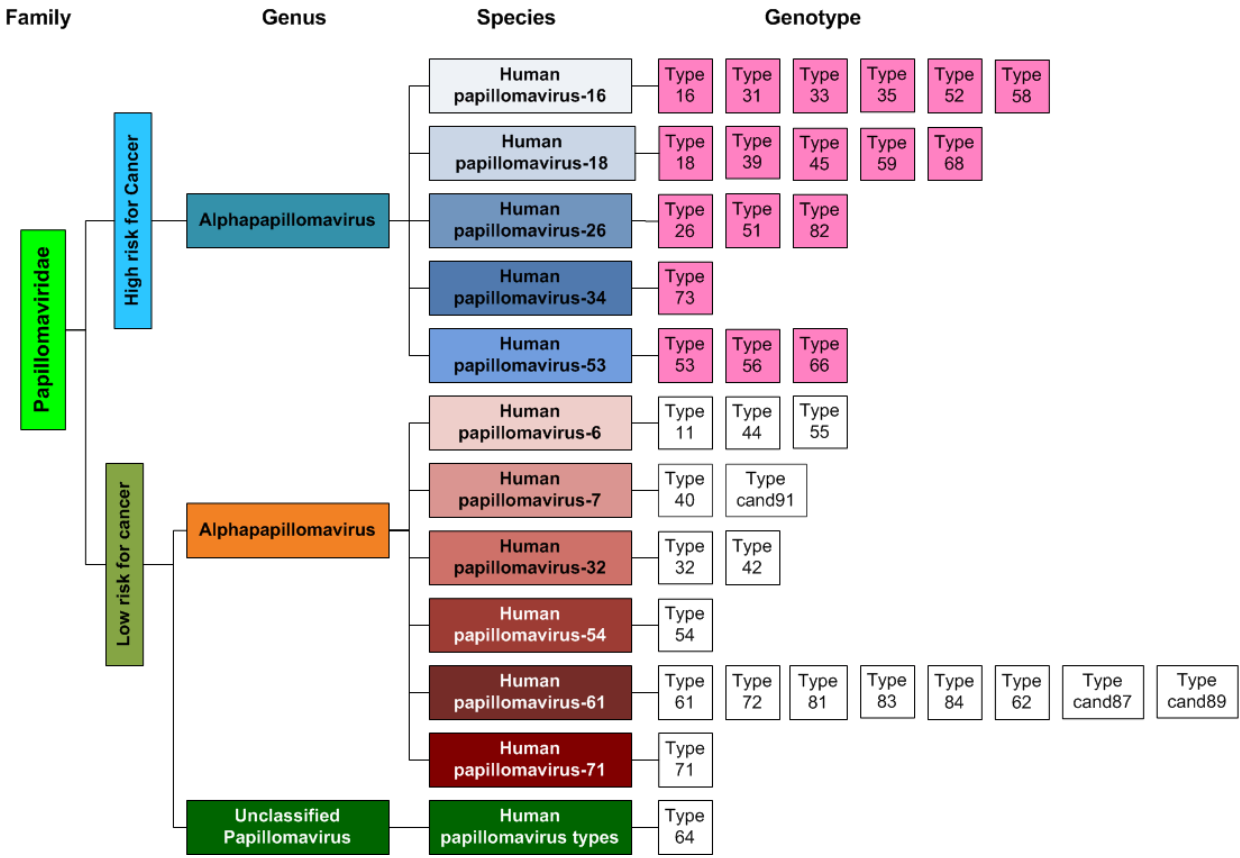 Family Genus Species Genotype
Papillomaviridae
High risk for Cancer
Alphapapillomavirus
Human
papillomavirus-16
Type
16
Type
31
Type
33
Type
35
Type
52
Type
58
Human
papillomavirus-18
Type
18
Type
39
Type
45
Type
59
Type
68
Human
papillomavirus-26
Type
26
Type
51
Type
82
Human
papillomavirus-34
Type
73
Human
papillomavirus-53
Type
53
Type
56
Type
66
Low risk for cancer
Alphapapillomavirus
Human
papillomavirus-6
Type
11
Type
44
Type
55
Human
papillomavirus-7
Type
40
Type
cand91
Human
papillomavirus-32
Type
32
Type
42
Human
papillomavirus-54
Type
54
Human
papillomavirus-61
Type
61
Type
72
Type
81
Type
83
Type
84
Type
62
Type
cand87
Type
cand89
Human
papillomavirus-71
Type
71
Unclassified
Papillomavirus
Human
papillomavirus types
Type
64